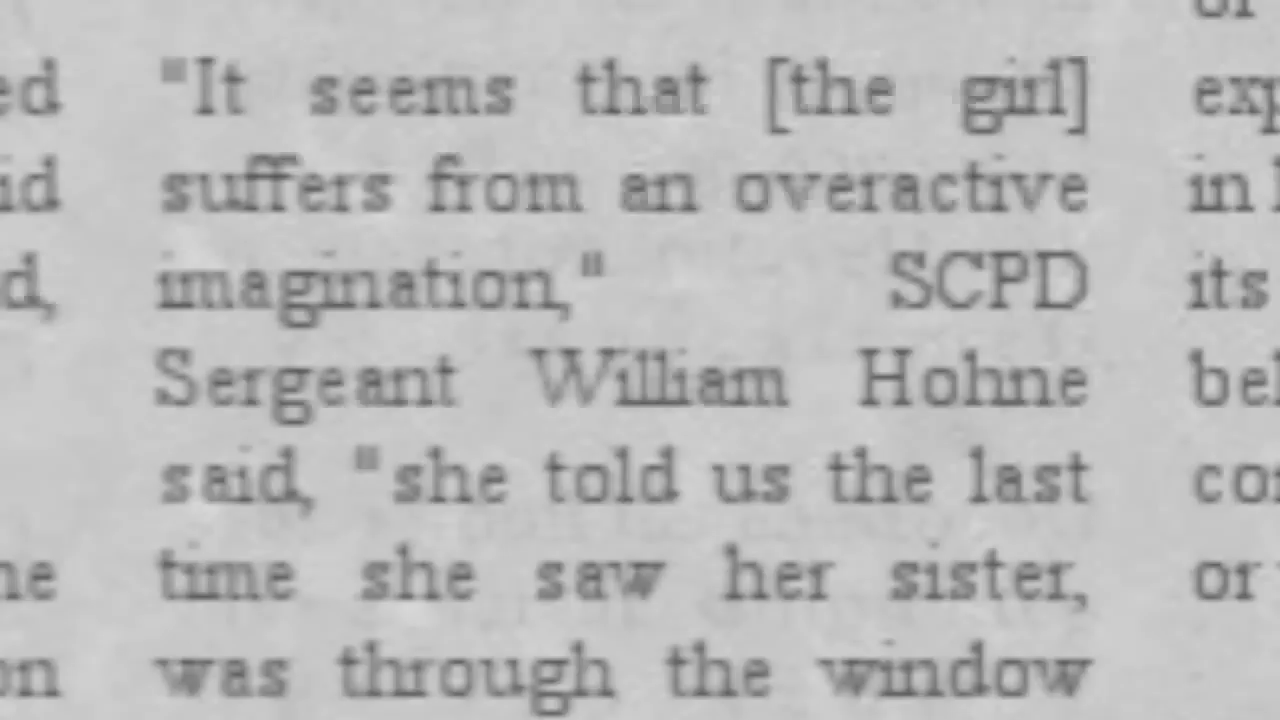 "It seems that [the girl]
suffers from an overactive
imagination," SCPD
Sergeant William Hohne
said, "she told us the last
time she saw her sister,
was through the window